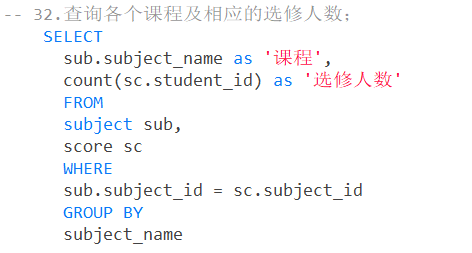 -- 32.查询各个课程及相应的选修人数;
SELECT
sub.subject_name as '课程',
count(sc.student_id) as '选修人数'
FROM
subject sub,
score sc
WHERE
sub.subject_id = sc.subject_id
GROUP BY
subject_name